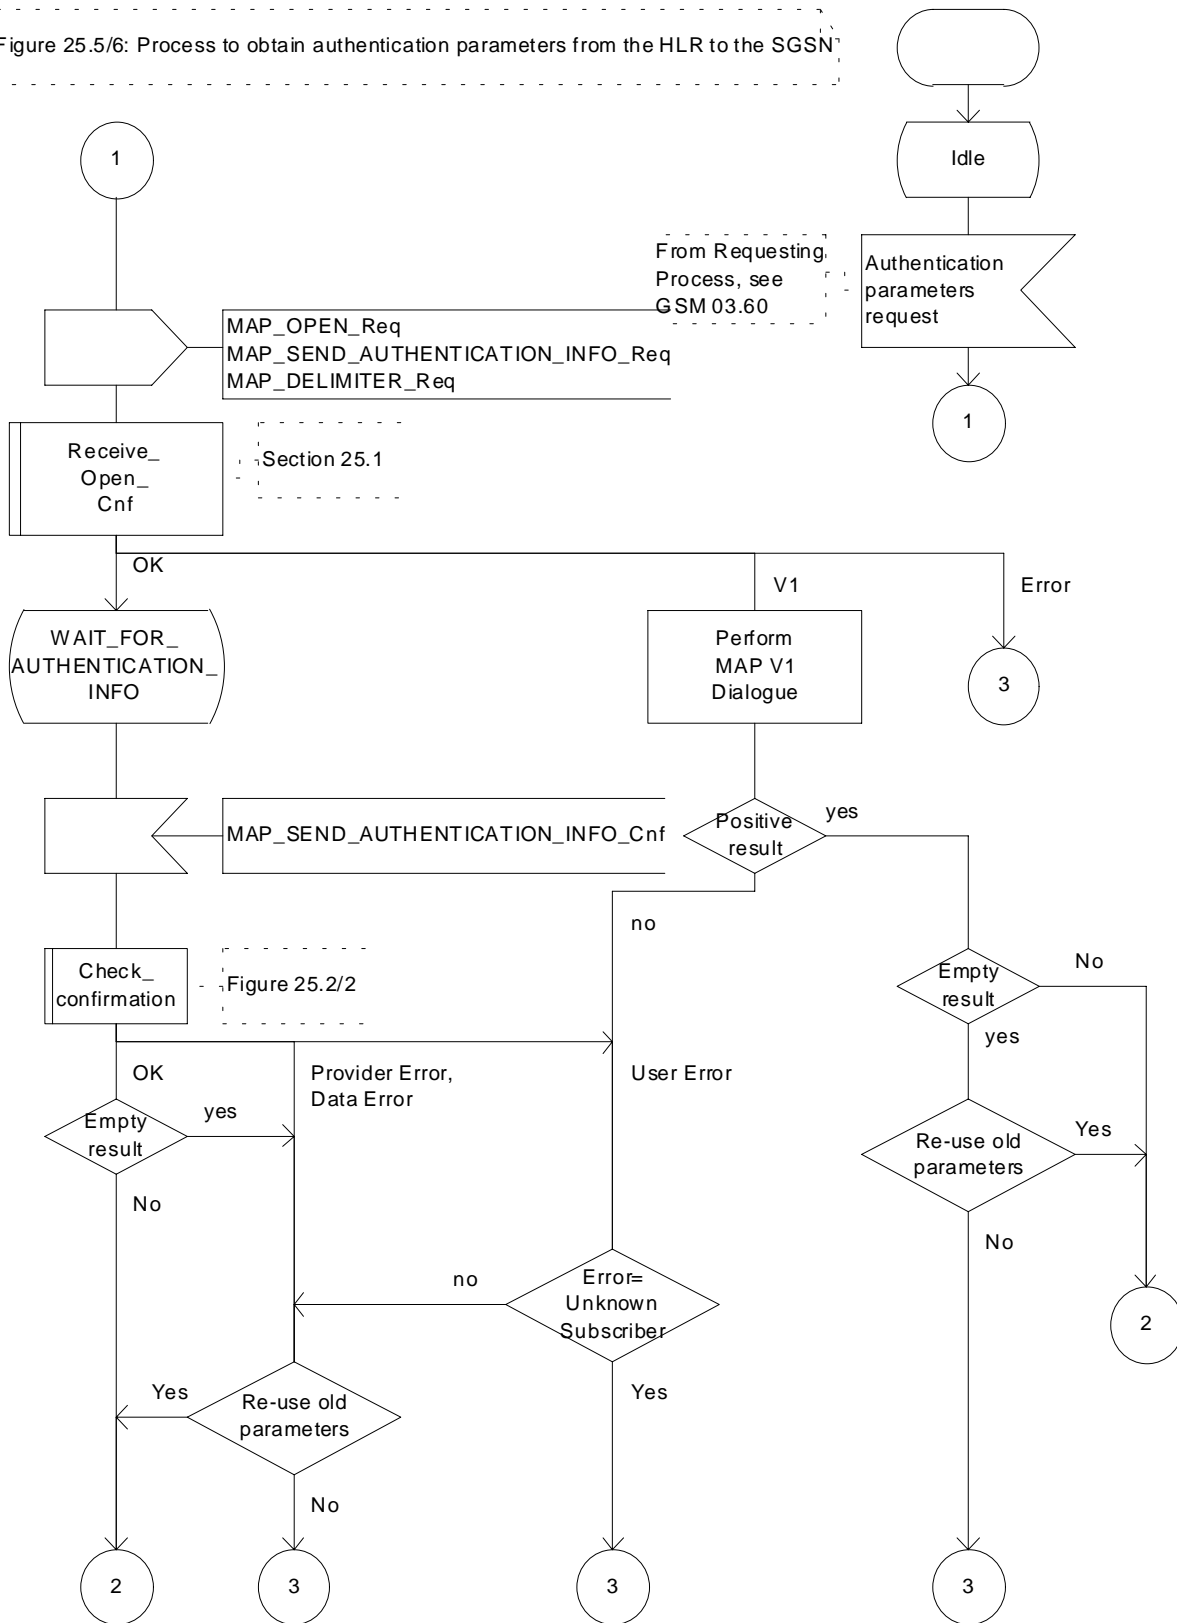 Figure 25.5/6: Process to obtain authentication parameters from the HLR to the SGSN
1
Idle
From Requesting
Process, see
GSM 03.60
Authentication
parameters
request
MAP_OPEN_Req
MAP_SEND_AUTHENTICATION_INFO_Req
MAP_DELIMITER_Req
1
Receive_
Open_
Cnf
Section 25.1
OK
V1
Error
WAIT_FOR_
AUTHENTICATION_
INFO
Perform
MAP V1
Dialogue
3
MAP_SEND_AUTHENTICATION_INFO_Cnf
Positive
result
yes
no
Check_
confirmation
Figure 25.2/2
Empty
result
No
yes
OK
Provider Error,
Data Error
User Error
Empty
result
yes
Re-use old
parameters
Yes
No
No
no
Error=
Unknown
Subscriber
2
Yes
Re-use old
parameters
Yes
No
2
3
3
3